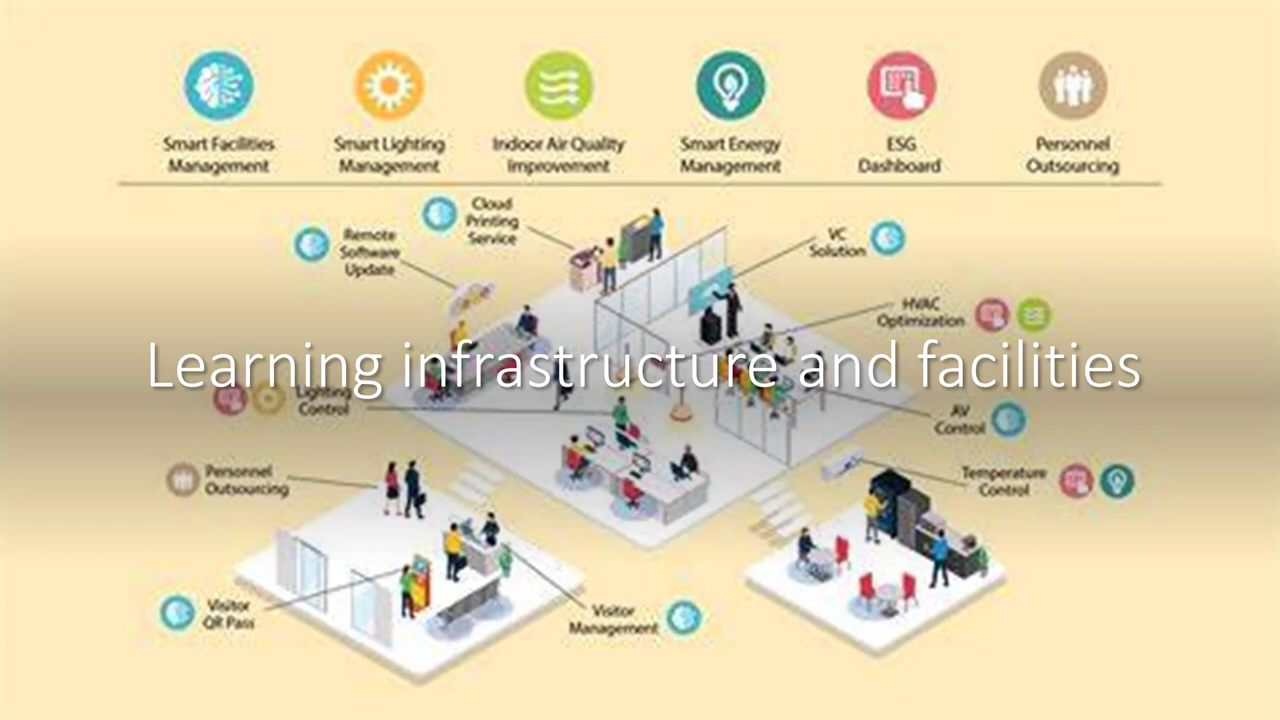 Smart Facilities
Management
Smart Lighting
Management
Indoor Air Quality
Improvement
Smart Energy
Management
ESG
Dashboard
Personnel
Outsourcing
Cloud
Printing
Service
Remote
Software
Update
VC
Solution
HVAC
Optimization
Learning infrastructure and facilities
Lighting
Control
AV
Control
Personnel
Outsourcing
Temperature
Control
Visitor
QR Pass
Visitor
Management